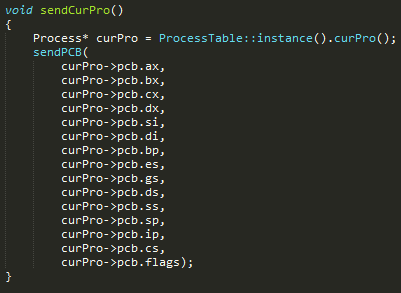 void sendCurPro()
{
    Process* curPro = ProcessTable::instance().curPro();
    sendPCB(
        curPro->pcb.ax,
        curPro->pcb.bx,
        curPro->pcb.cx,
        curPro->pcb.dx,
        curPro->pcb.si,
        curPro->pcb.di,
        curPro->pcb.bp,
        curPro->pcb.es,
        curPro->pcb.gs,
        curPro->pcb.ds,
        curPro->pcb.ss,
        curPro->pcb.sp,
        curPro->pcb.ip,
        curPro->pcb.cs,
        curPro->pcb.flags);
}